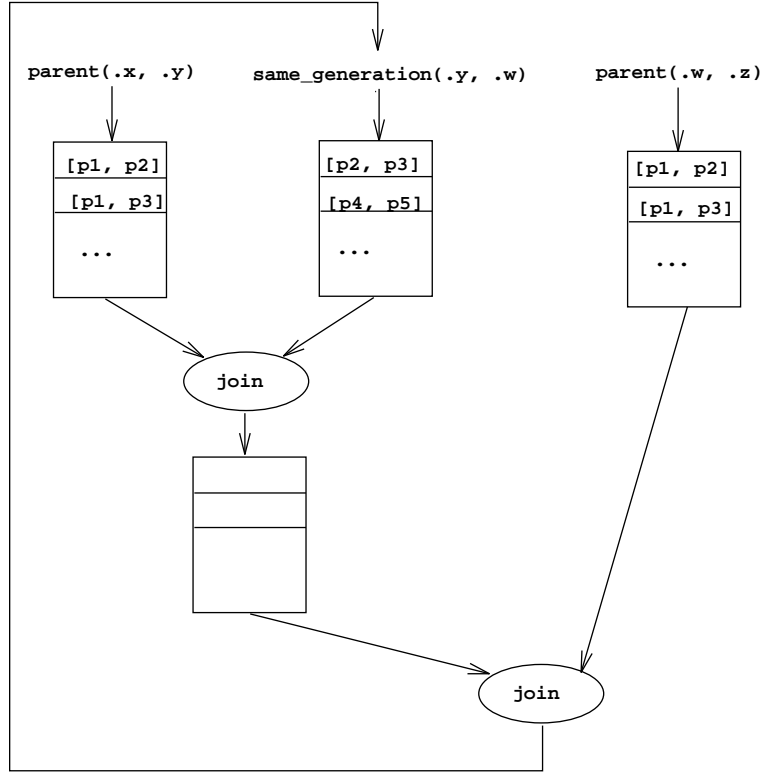 parent(.x, .y)
same_generation(.y, .w)
parent(.w, .z)
[p1, p2]
[p1, p3]
...
[p2, p3]
[p4, p5]
...
[p1, p2]
[p1, p3]
...
join
join